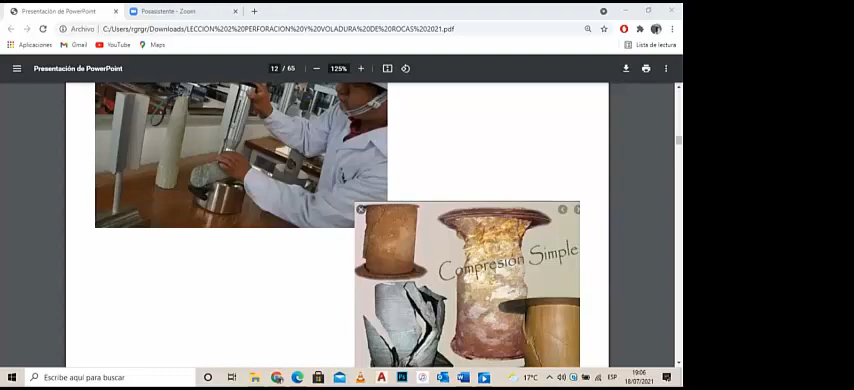 Presentación de PowerPoint
Posasistente - Zoom
Archivo
C:/Users/rgrgr/Downloads/LECCION%202%20PERFORACION%20Y%20VOLADURA%20DE%20ROCAS%202021.pdf
Aplicaciones
Gmail
YouTube
Maps
Lista de lectura
Presentación de PowerPoint
12 / 65
125%
Compresion Simple
Escribe aquí para buscar
17°C
ESP
19:06
18/07/2021